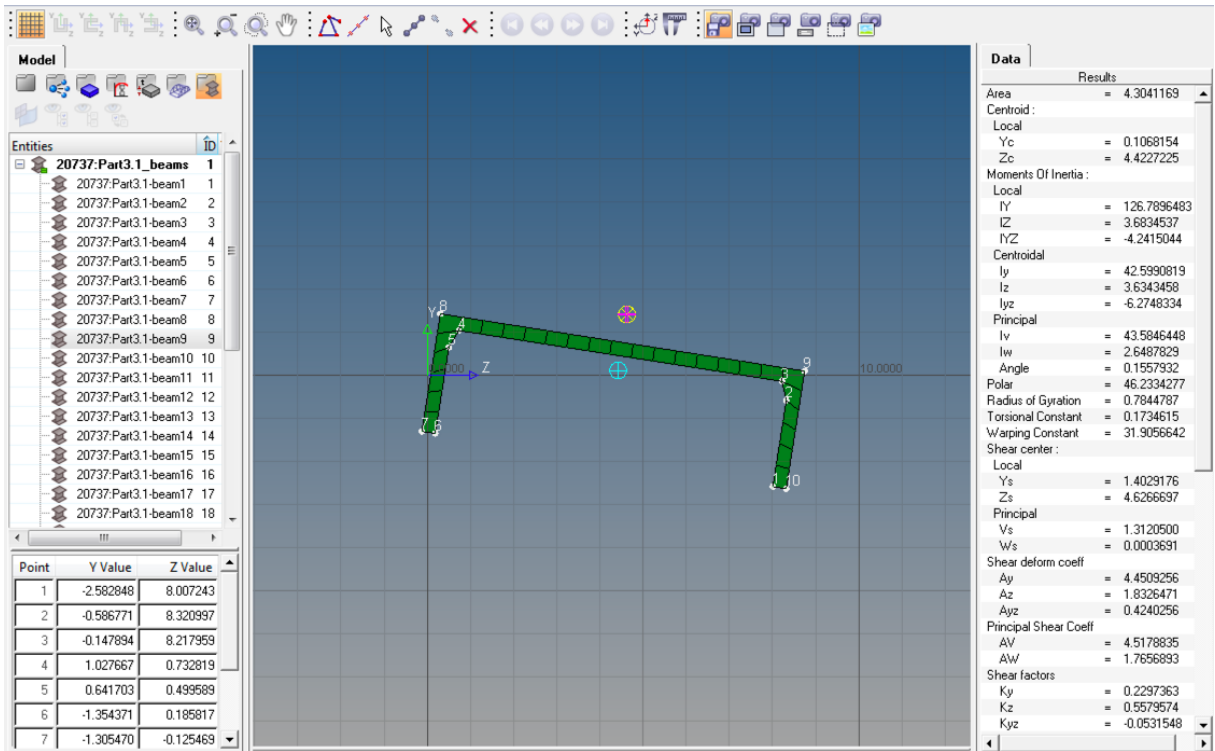 Model
Entities ID
20737:Part3.1_beams 1
20737:Part3.1-beam1 1
20737:Part3.1-beam2 2
20737:Part3.1-beam3 3
20737:Part3.1-beam4 4
20737:Part3.1-beam5 5
20737:Part3.1-beam6 6
20737:Part3.1-beam7 7
20737:Part3.1-beam8 8
20737:Part3.1-beam9 9
20737:Part3.1-beam10 10
20737:Part3.1-beam11 11
20737:Part3.1-beam12 12
20737:Part3.1-beam13 13
20737:Part3.1-beam14 14
20737:Part3.1-beam15 15
20737:Part3.1-beam16 16
20737:Part3.1-beam17 17
20737:Part3.1-beam18 18
Point Y Value Z Value
1 -2.582848 8.007243
2 -0.586771 8.320997
3 -0.147894 8.217959
4 1.027667 0.732819
5 0.641703 0.499589
6 -1.354371 0.185817
7 -1.305470 -0.125469
8
Y
4
5
Z
7 6
9
3
2
1 10
10.0000
Data
Results
Area = 4.3041169
Centroid :
Local
Yc = 0.1068154
Zc = 4.4227225
Moments Of Inertia :
Local
IY = 126.7896483
IZ = 3.6834537
IYZ = -4.2415044
Centroidal
Iy = 42.5990819
Iz = 3.6343458
Iyz = -6.2748334
Principal
Iv = 43.5846448
Iw = 2.6487829
Angle = 0.1557932
Polar = 46.2334277
Radius of Gyration = 0.7844787
Torsional Constant = 0.1734615
Warping Constant = 31.9056642
Shear center :
Local
Ys = 1.4029176
Zs = 4.6266697
Principal
Vs = 1.3120500
Ws = 0.0003691
Shear deform coeff
Ay = 4.4509256
Az = 1.8326471
Ayz = 0.4240256
Principal Shear Coeff
AV = 4.5178835
AW = 1.7656893
Shear factors
Ky = 0.2297363
Kz = 0.5579574
Kyz = -0.0531548